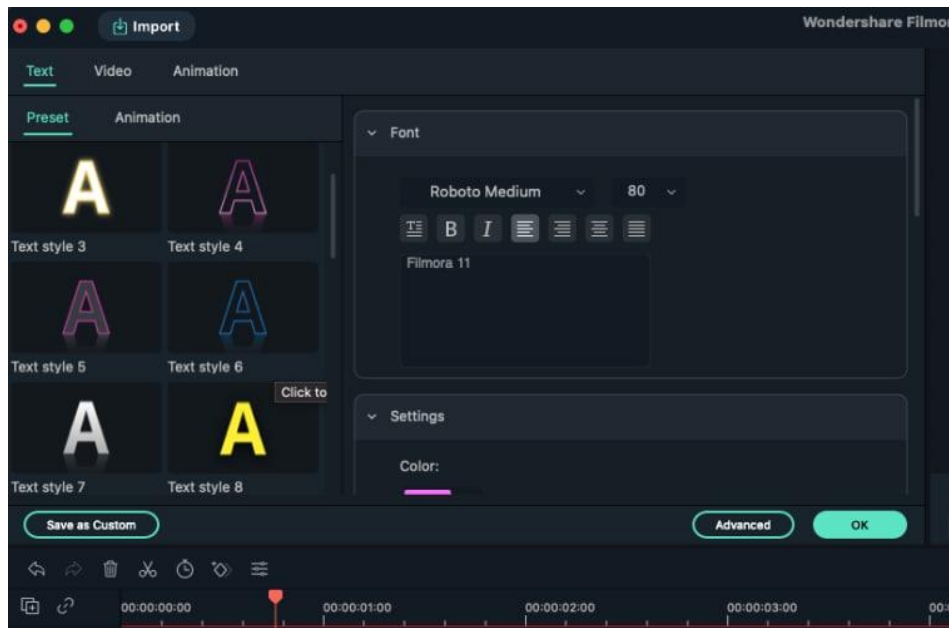 Import
Wondershare Filmor
Text Video Animation
Preset Animation
A A
Text style 3 Text style 4
A A
Text style 5 Text style 6
Click to
A A
Text style 7 Text style 8
Font
Roboto Medium 80
B I
Filmora 11
Settings
Color:
Save as Custom Advanced OK
00:00:00:00 00:00:01:00 00:00:02:00 00:00:03:00 00: